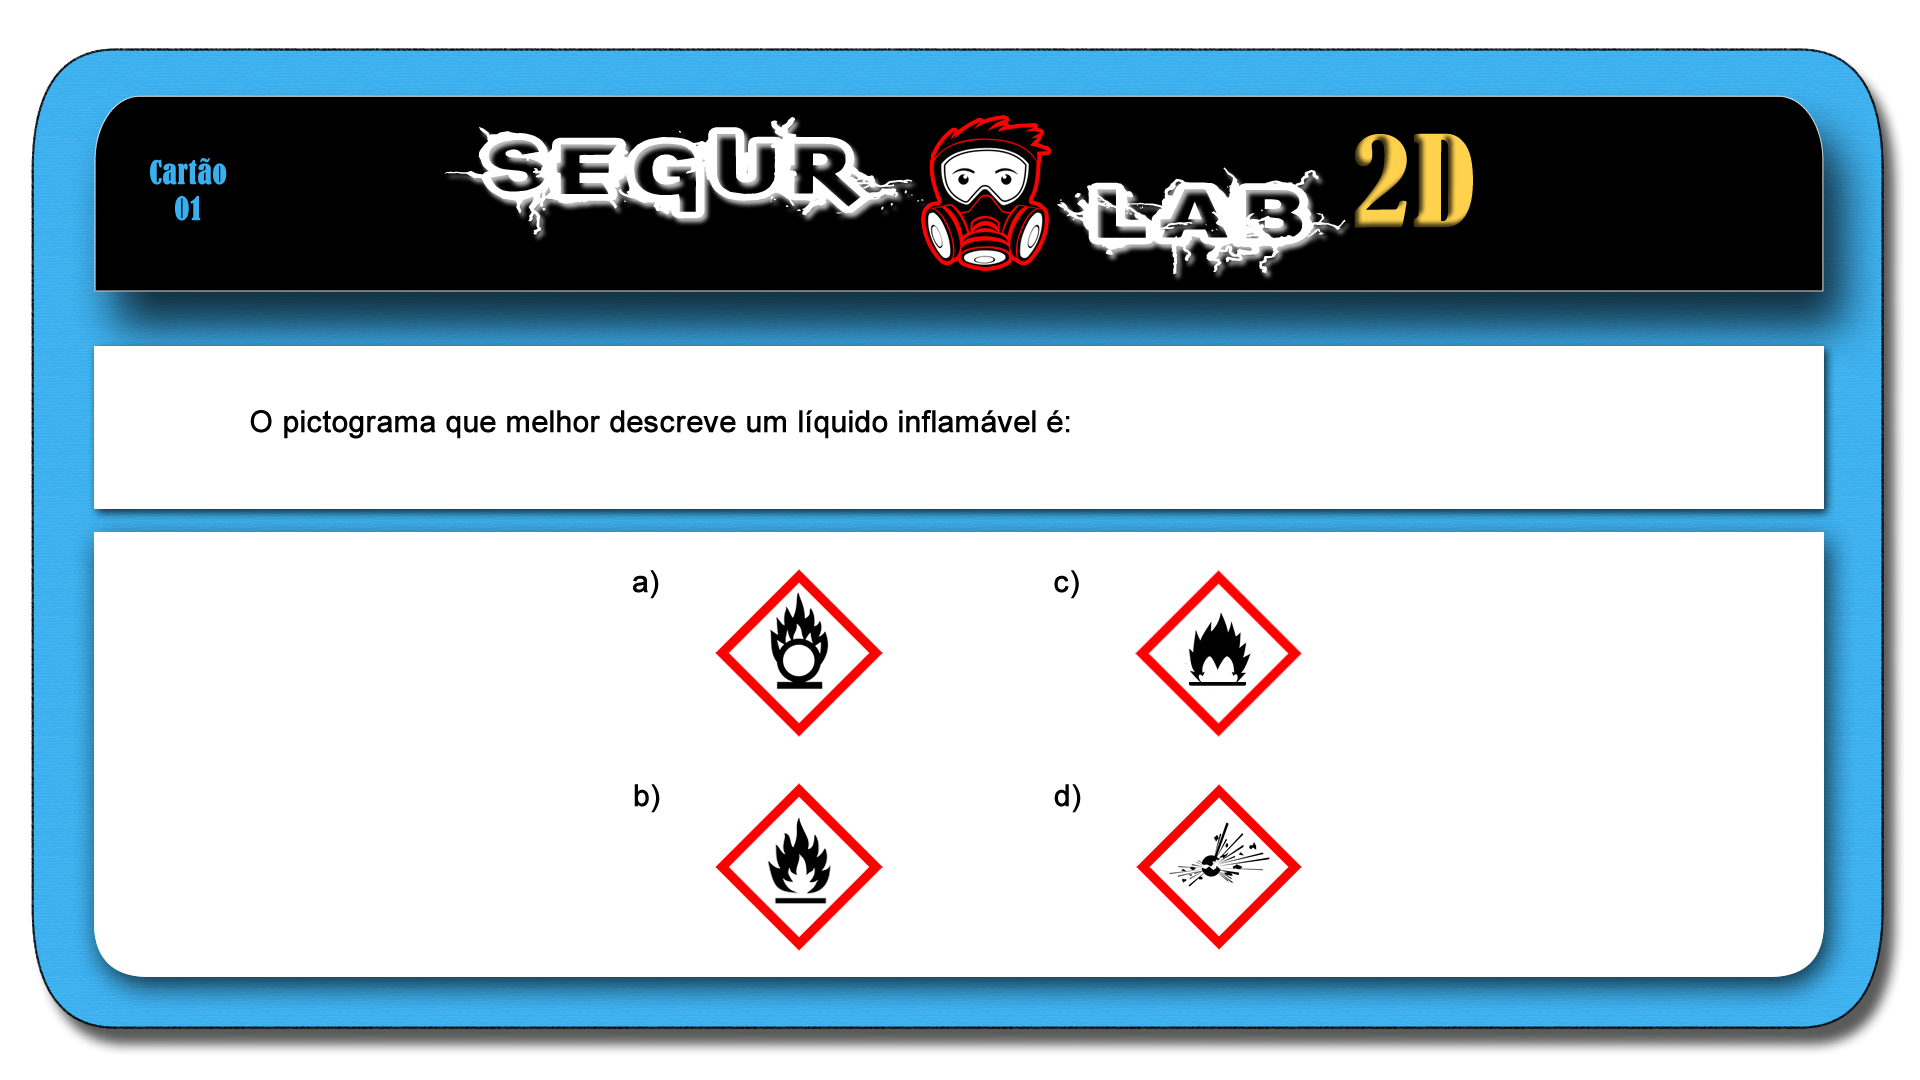 Cartão
01
SEGUR LAB 2D
O pictograma que melhor descreve um líquido inflamável é:
a)
c)
b)
d)